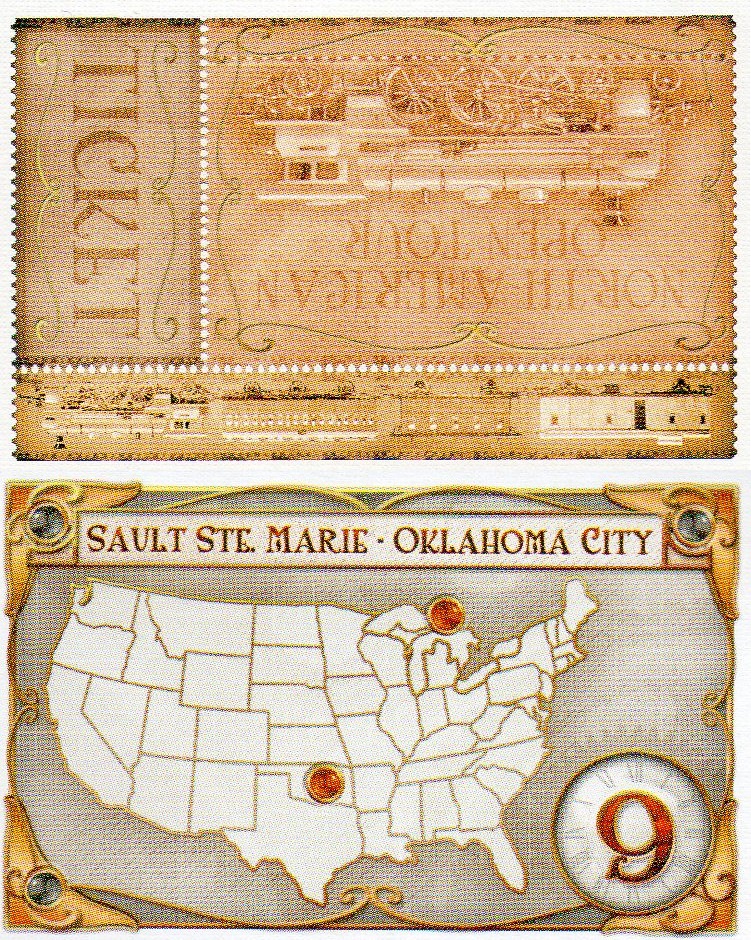 TICKET
NORTH AMERICAN
OPEN TOUR
SAULT STE. MARIE · OKLAHOMA CITY
9